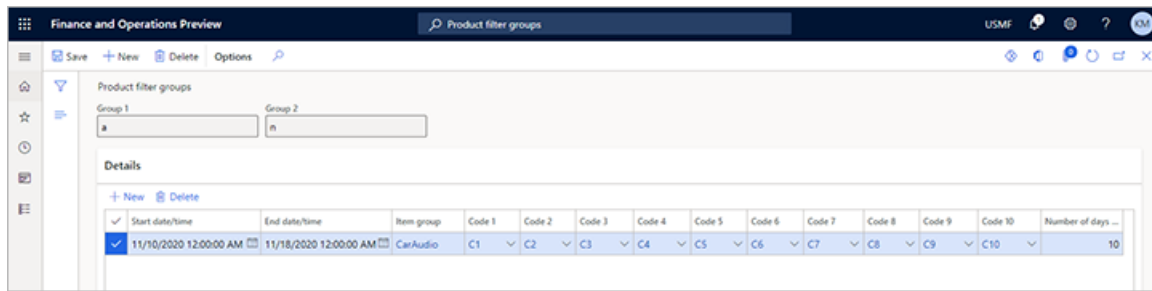 Finance and Operations Preview Product filter groups USMF ? KM
Save New Delete Options 0
Product filter groups
Group 1 Group 2
a n
Details
New Delete
Start date/time End date/time Item group Code 1 Code 2 Code 3 Code 4 Code 5 Code 6 Code 7 Code 8 Code 9 Code 10 Number of days ...
11/10/2020 12:00:00 AM 11/18/2020 12:00:00 AM CarAudio C1 C2 C3 C4 C5 C6 C7 C8 C9 C10 10